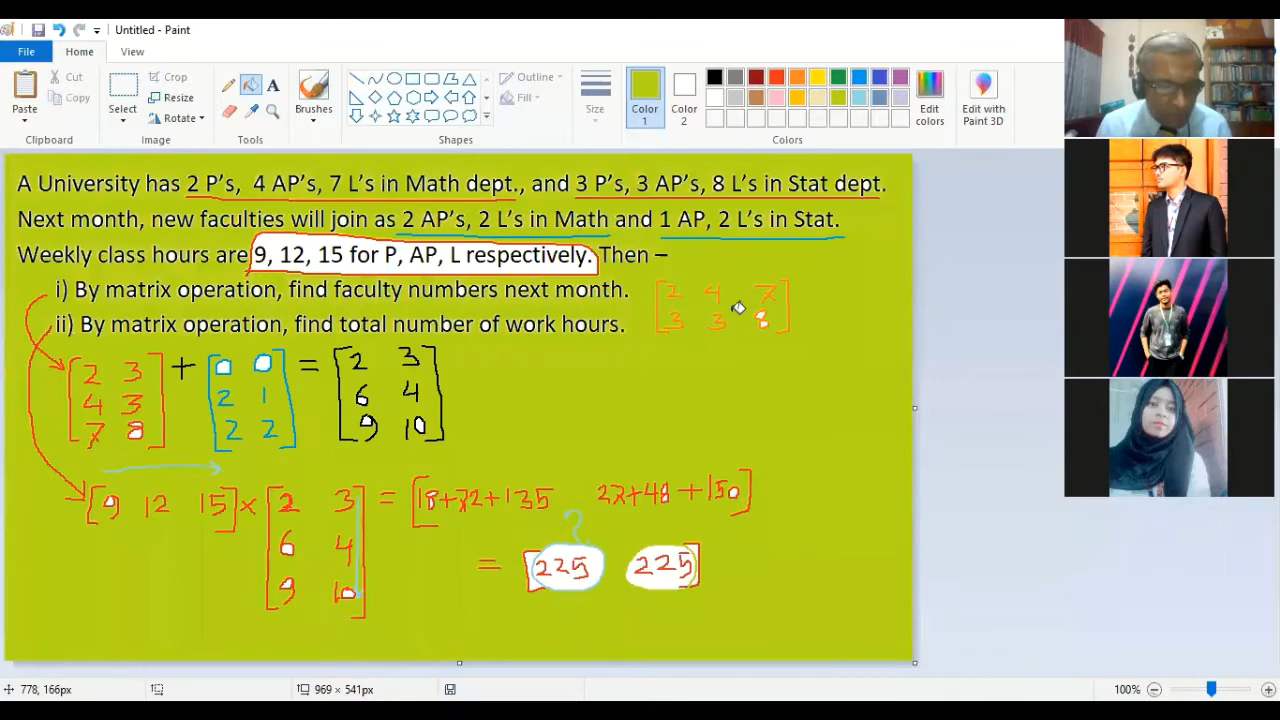 Untitled - Paint
File Home View
Paste Cut Copy
Select Crop Resize Rotate
Brushes
Outline Fill
Size
Color 1
Color 2
Edit colors
Edit with Paint 3D
Clipboard Image Tools Shapes Colors
A University has 2 P’s, 4 AP’s, 7 L’s in Math dept., and 3 P’s, 3 AP’s, 8 L’s in Stat dept.
Next month, new faculties will join as 2 AP’s, 2 L’s in Math and 1 AP, 2 L’s in Stat.
Weekly class hours are 9, 12, 15 for P, AP, L respectively. Then –
i) By matrix operation, find faculty numbers next month.
ii) By matrix operation, find total number of work hours.
2 4 7
3 3 8
[2 3] + [0 0] = [2 3]
4 3 2 1 6 4
7 8 2 2 9 10
[9 12 15] × [2 3] = [18+72+135 27+48+150]
6 4
9 10
= [225 225]
?
778, 166px 969 × 541px 100%